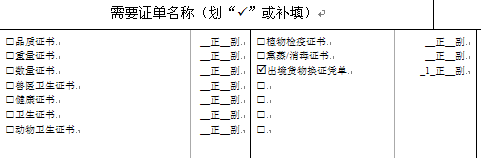 需要证单名称（划“✓”或补填）
□品质证书 __正__副 □植物检疫证书 __正__副
□重量证书 __正__副 □熏蒸/消毒证书 __正__副
□数量证书 __正__副 ☑出境货物换证凭单 _1_正__副
□兽医卫生证书 __正__副 □
□健康证书 __正__副 □
□卫生证书 __正__副 □
□动物卫生证书 __正__副 □